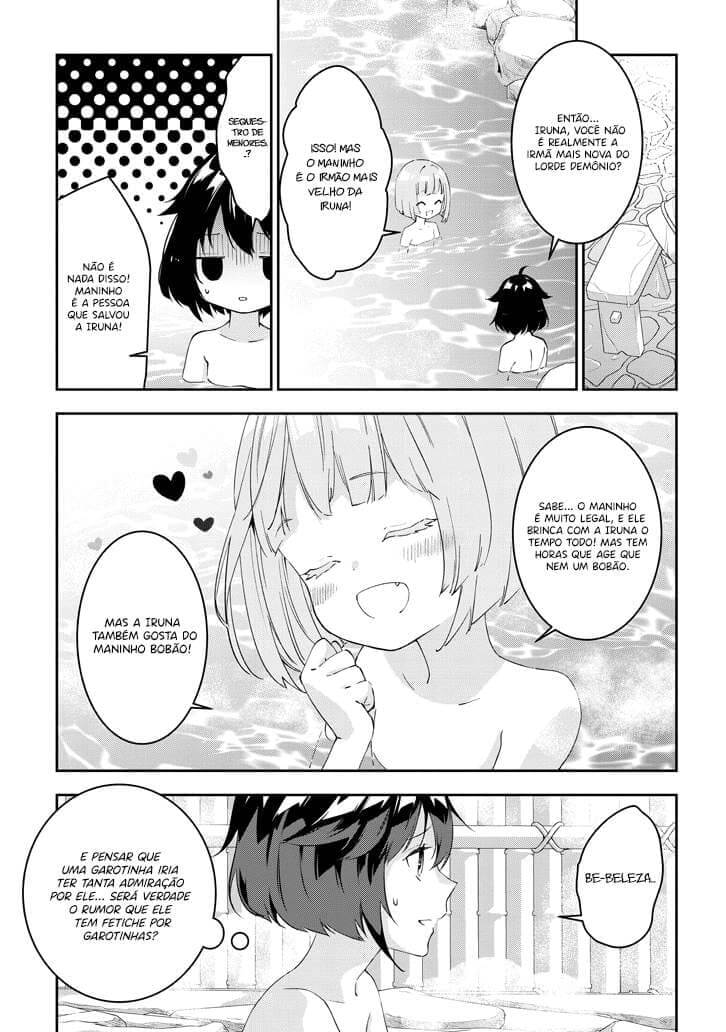 ENTÃO...
IRUNA, VOCÊ NÃO
É REALMENTE A
IRMÃ MAIS NOVA DO
LORDE DEMÔNIO?
ISSO! MAS
O MANINHO
É O IRMÃO MAIS
VELHO DA
IRUNA!
SEQUES-
TRO DE
MENORES.
.?
NÃO É
NADA DISSO!
MANINHO
É A PESSOA
QUE SALVOU
A IRUNA!
SABE... O MANINHO
É MUITO LEGAL, E ELE
BRINCA COM A IRUNA O
TEMPO TODO! MAS TEM
HORAS QUE AGE QUE
NEM UM BOBÃO.
MAS A IRUNA
TAMBÉM GOSTA DO
MANINHO BOBÃO!
BE-BELEZA..
E PENSAR QUE
UMA GAROTINHA IRIA
TER TANTA ADMIRAÇÃO
POR ELE... SERÁ VERDADE
O RUMOR QUE ELE
TEM FETICHE POR
GAROTINHAS?